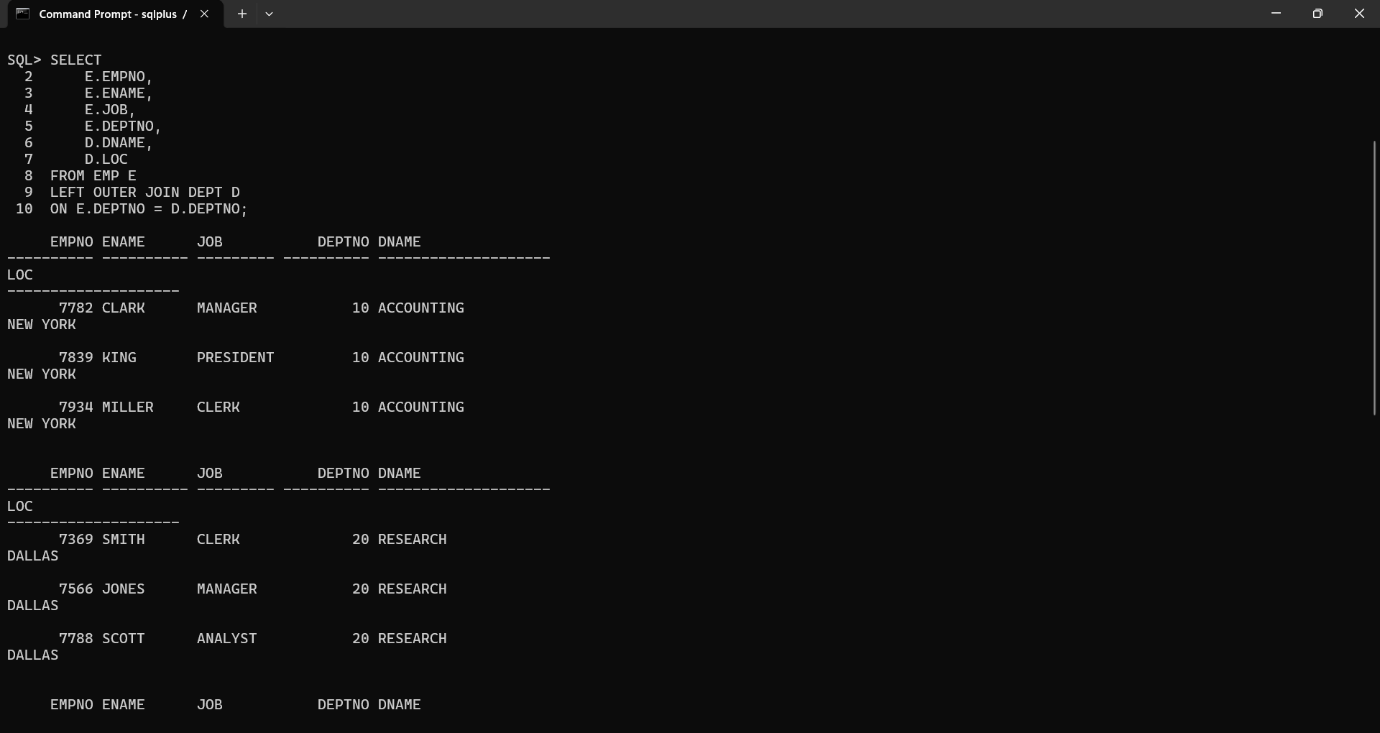 Command Prompt - sqlplus /
SQL> SELECT
  2      E.EMPNO,
  3      E.ENAME,
  4      E.JOB,
  5      E.DEPTNO,
  6      D.DNAME,
  7      D.LOC
  8  FROM EMP E
  9  LEFT OUTER JOIN DEPT D
 10  ON E.DEPTNO = D.DEPTNO;
     EMPNO ENAME      JOB           DEPTNO DNAME
---------- ---------- --------- ---------- --------------------
LOC
--------------------
      7782 CLARK      MANAGER           10 ACCOUNTING
NEW YORK
      7839 KING       PRESIDENT         10 ACCOUNTING
NEW YORK
      7934 MILLER     CLERK             10 ACCOUNTING
NEW YORK
     EMPNO ENAME      JOB           DEPTNO DNAME
---------- ---------- --------- ---------- --------------------
LOC
--------------------
      7369 SMITH      CLERK             20 RESEARCH
DALLAS
      7566 JONES      MANAGER           20 RESEARCH
DALLAS
      7788 SCOTT      ANALYST           20 RESEARCH
DALLAS
     EMPNO ENAME      JOB           DEPTNO DNAME